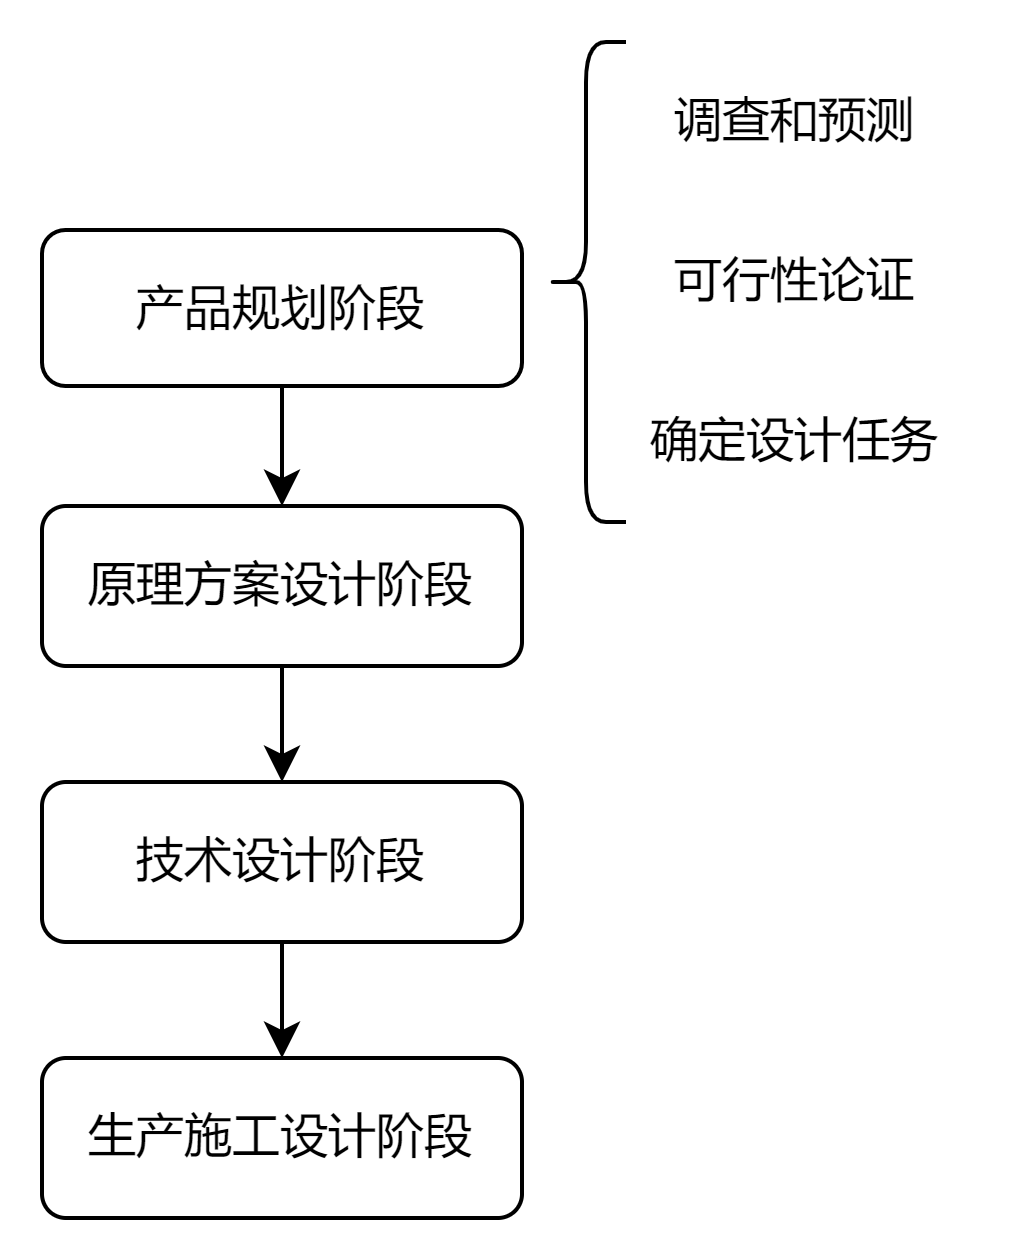 调查和预测
产品规划阶段
可行性论证
确定设计任务
原理方案设计阶段
技术设计阶段
生产施工设计阶段